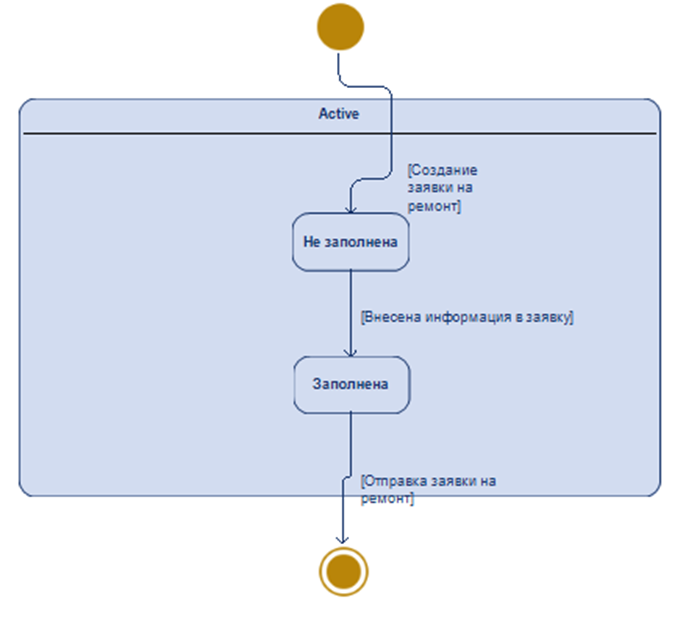 Active
[Создание
заявки на
ремонт]
Не заполнена
[Внесена информация в заявку]
Заполнена
[Отправка заявки на
ремонт]